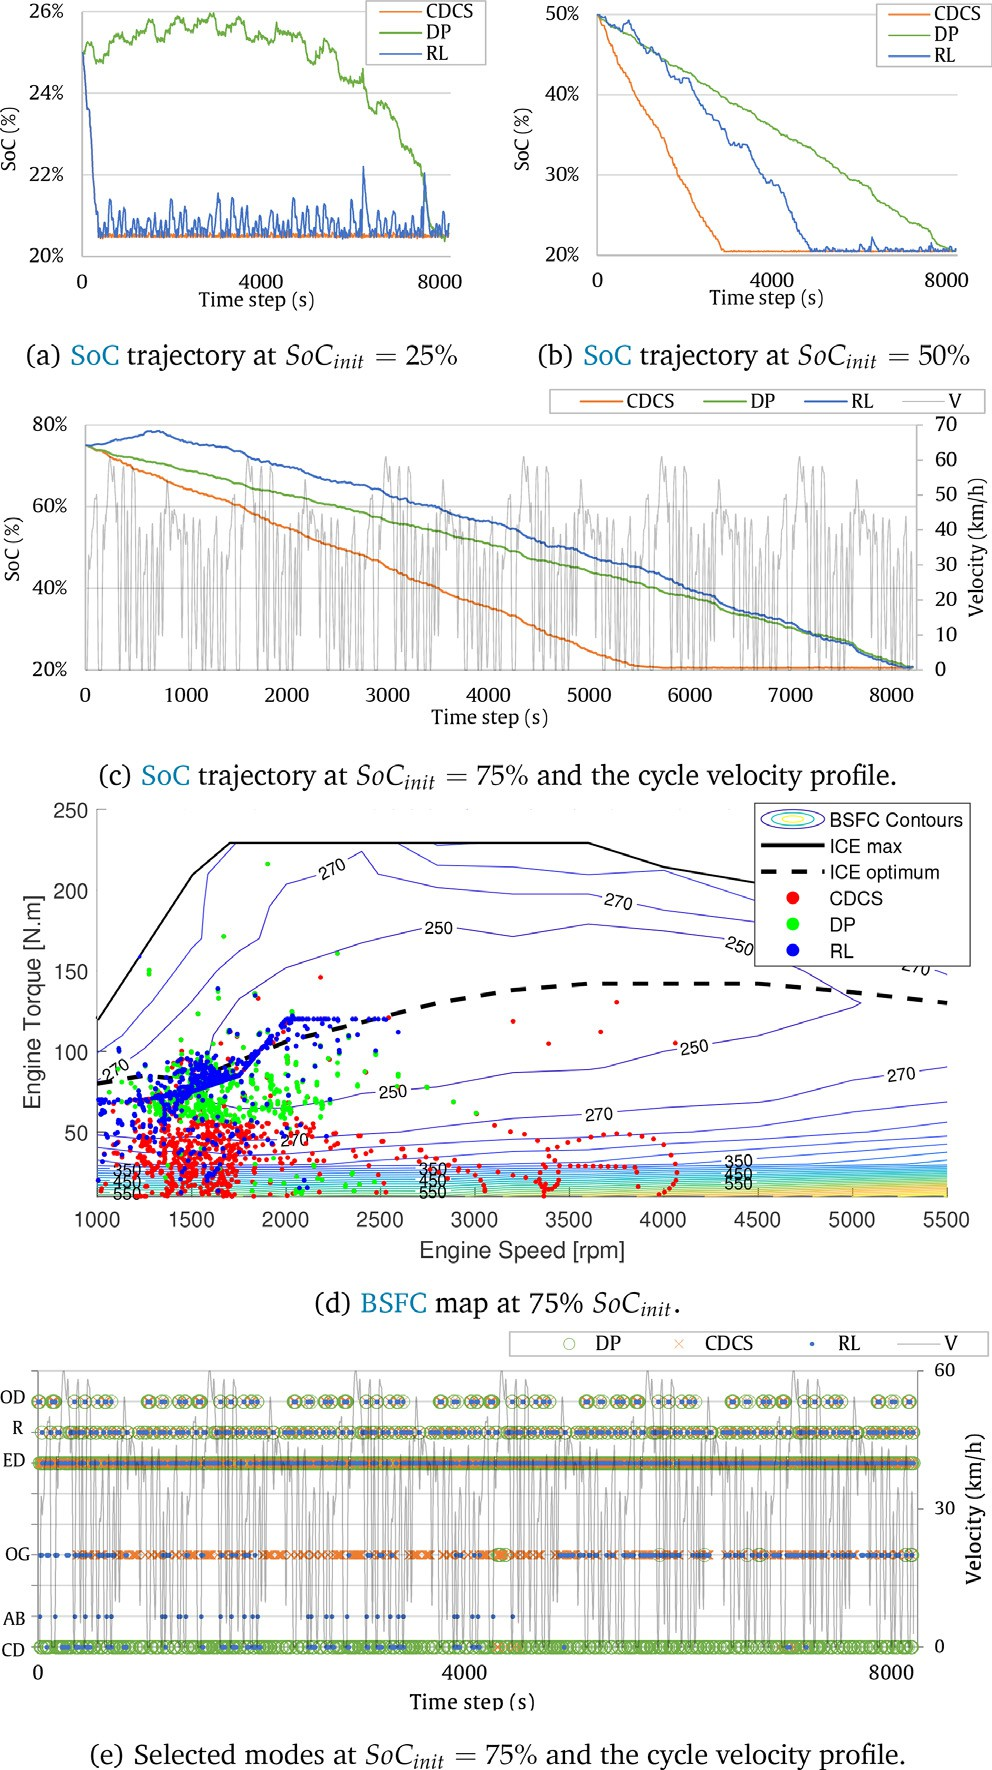 26%
24%
22%
20%
SoC (%)
0
4000
8000
Time step (s)
CDCS
DP
RL
50%
40%
30%
20%
SoC (%)
0
4000
8000
Time step (s)
CDCS
DP
RL
(a) SoC trajectory at SoCinit = 25%
(b) SoC trajectory at SoCinit = 50%
CDCS DP RL V
80%
60%
40%
20%
SoC (%)
70
60
50
40
30
20
10
0
Velocity (km/h)
0 1000 2000 3000 4000 5000 6000 7000 8000
Time step (s)
(c) SoC trajectory at SoCinit = 75% and the cycle velocity profile.
250
200
150
100
50
Engine Torque [N.m]
BSFC Contours
ICE max
ICE optimum
CDCS
DP
RL
270
270
250
250
270
270
250
250
270
270
270
350
450
550
350
450
550
350
450
550
1000 1500 2000 2500 3000 3500 4000 4500 5000 5500
Engine Speed [rpm]
(d) BSFC map at 75% SoCinit.
DP CDCS RL V
OD
R
ED
OG
AB
CD
60
30
0
Velocity (km/h)
0 4000 8000
Time step (s)
(e) Selected modes at SoCinit = 75% and the cycle velocity profile.